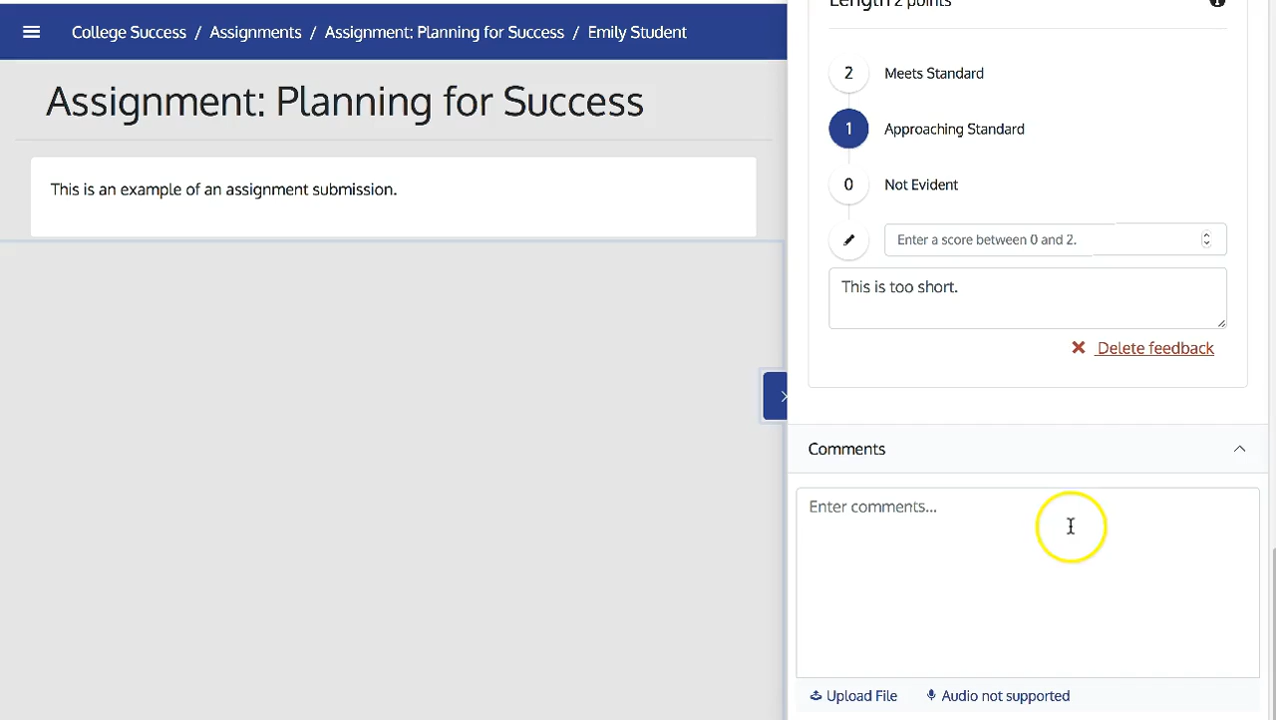 College Success / Assignments / Assignment: Planning for Success / Emily Student
Assignment: Planning for Success
This is an example of an assignment submission.
Length 2 points
2 Meets Standard
1 Approaching Standard
0 Not Evident
Enter a score between 0 and 2.
This is too short.
Delete feedback
Comments
Enter comments...
Upload File Audio not supported